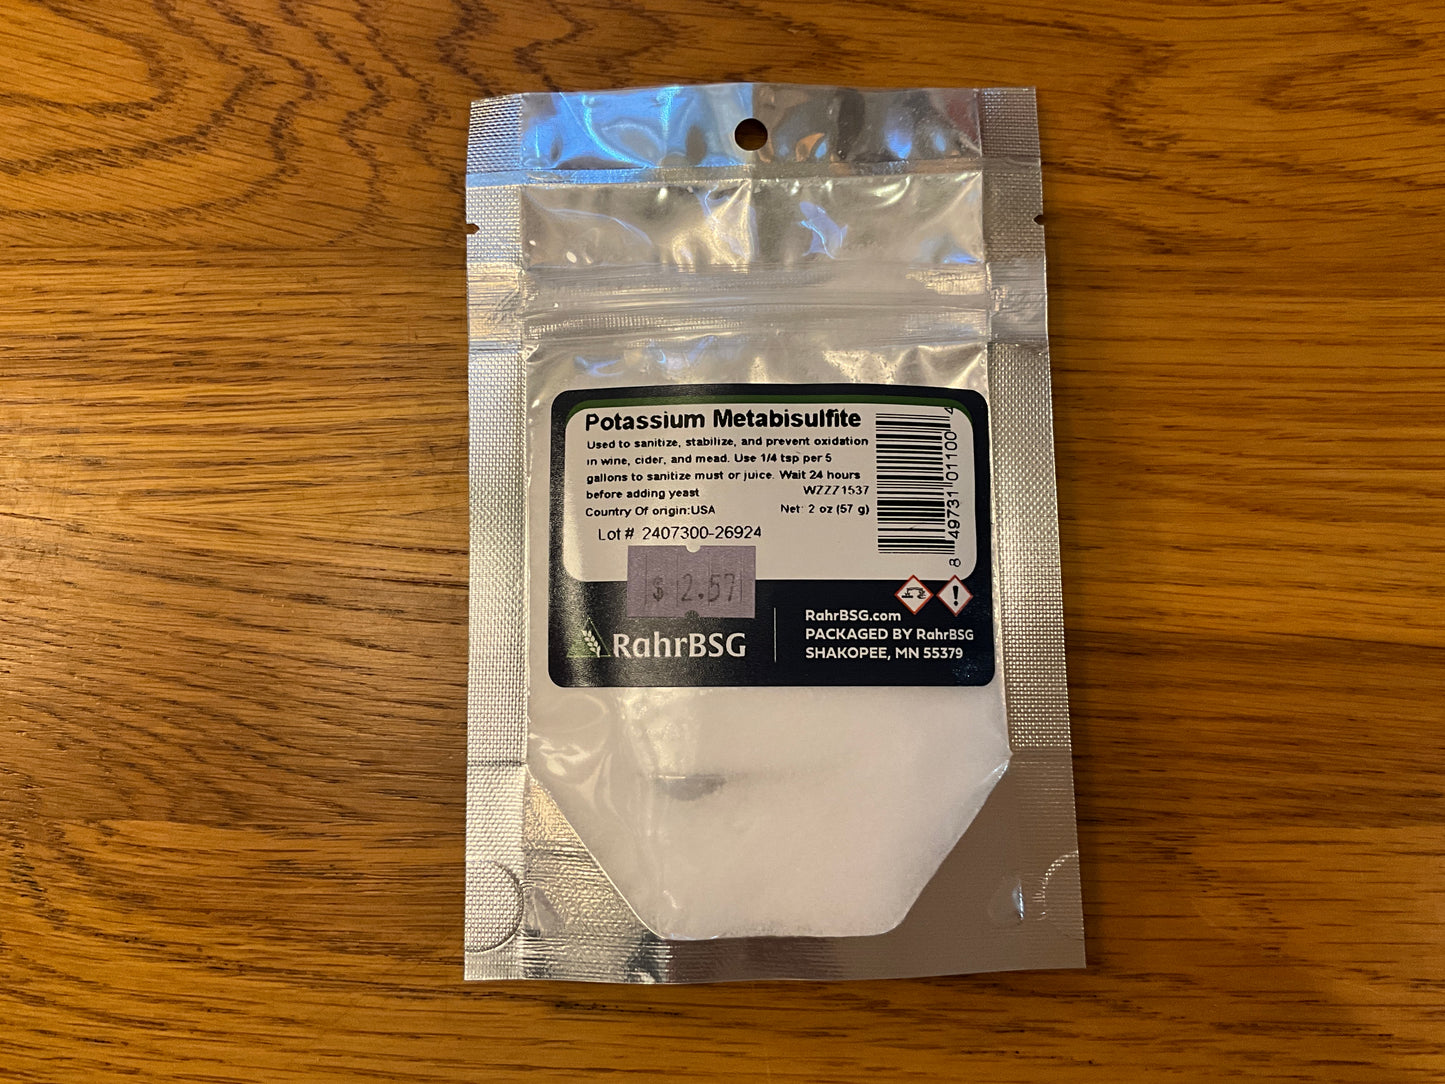 Potassium Metabisulfite
Used to sanitize, stabilize, and prevent oxidation
in wine, cider, and mead. Use 1/4 tsp per 5
gallons to sanitize must or juice. Wait 24 hours
before adding yeast WZZZ1537
Country Of origin:USA Net: 2 oz (57 g)
Lot # 2407300-26924
8 49731 01100 4
$ 2.57
RahrBSG
RahrBSG.com
PACKAGED BY RahrBSG
SHAKOPEE, MN 55379